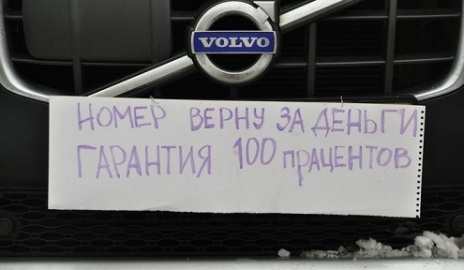 VOLVO
НОМЕР ВЕРНУ ЗА ДЕНЬГИ
ГАРАНТИЯ 100 ПРАЦЕНТОВ